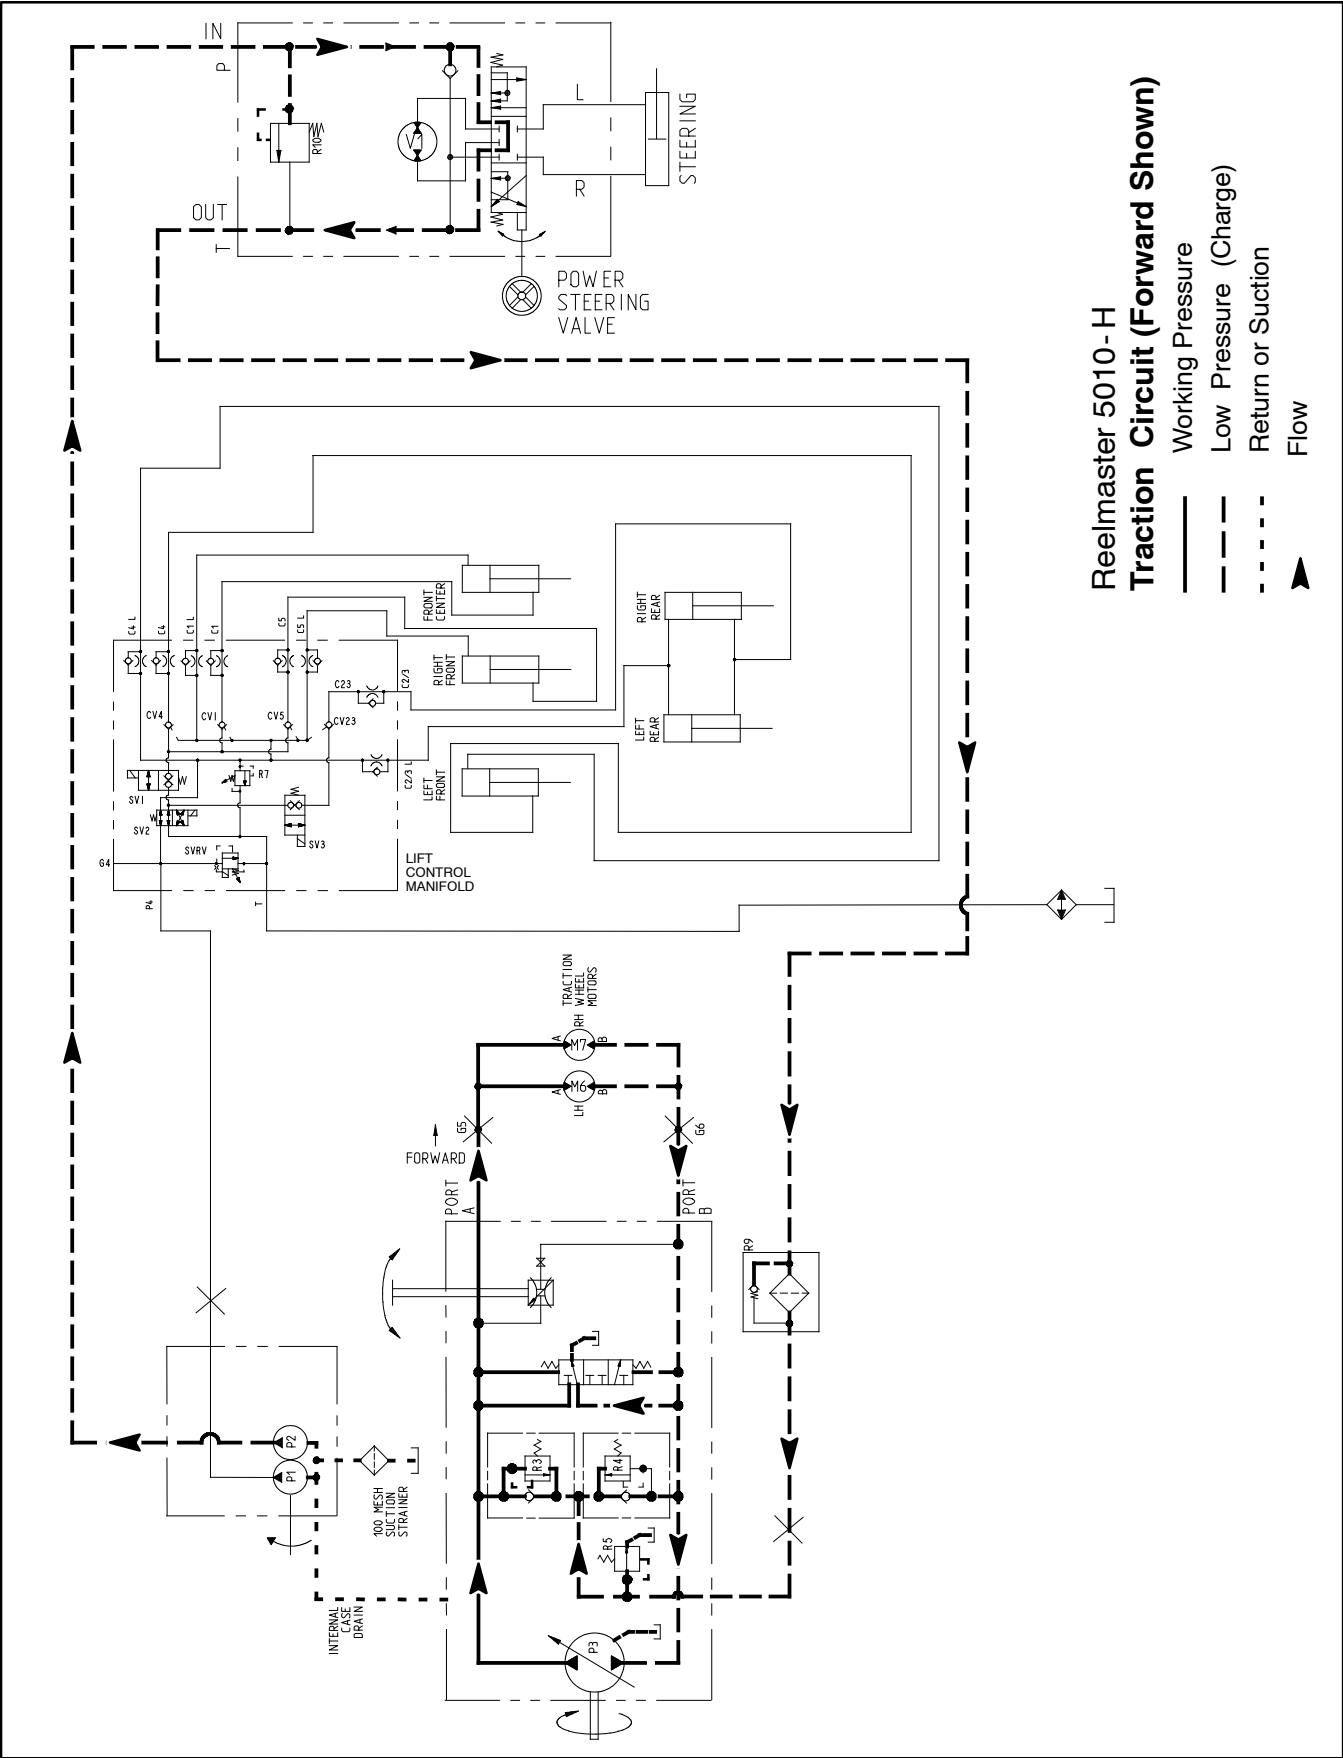 IN
P
R10
OUT
T
V
L
R
STEERING
POWER
STEERING
VALVE
Reelmaster 5010-H
Traction Circuit (Forward Shown)
Working Pressure
Low Pressure (Charge)
Return or Suction
Flow
C4 L
C4
C1 L
C1
C5
C5 L
CV4
CV1
CV5
CV23
C23
C2/3
C2/3 L
SV1
SV2
R7
SV3
SVRV
G4
P4
T
LIFT
CONTROL
MANIFOLD
FRONT
CENTER
RIGHT
FRONT
LEFT
FRONT
RIGHT
REAR
LEFT
REAR
TRACTION
WHEEL
MOTORS
RH
A
M7
B
A
M6
B
LH
G5
G6
FORWARD
PORT
A
PORT
B
R9
P2
P1
100 MESH
SUCTION
STRAINER
INTERNAL
CASE
DRAIN
R3
R4
R5
P3